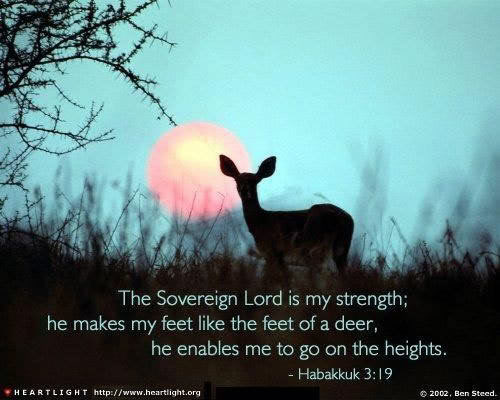 The Sovereign Lord is my strength;
he makes my feet like the feet of a deer,
he enables me to go on the heights.
- Habakkuk 3:19
HEARTLIGHT http://www.heartlight.org
© 2002, Ben Steed.